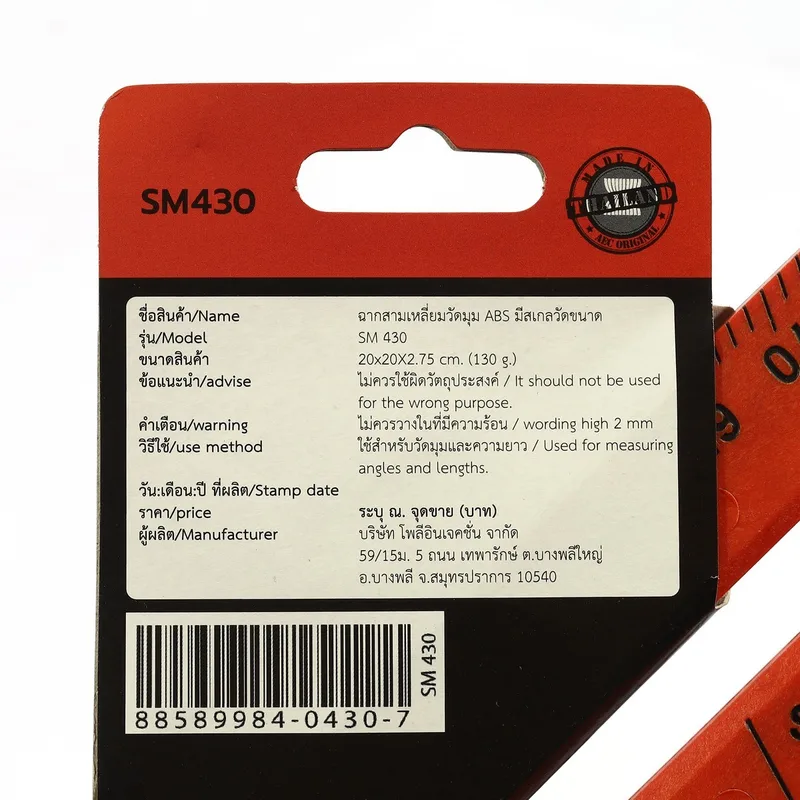 SM430
MADE IN
THAILAND
AEC ORIGINAL
ชื่อสินค้า/Name ฉากสามเหลี่ยมวัดมุม ABS มีสเกลวัดขนาด
รุ่น/Model SM 430
ขนาดสินค้า 20x20X2.75 cm. (130 g.)
ข้อแนะนำ/advise ไม่ควรใช้ผิดวัตถุประสงค์ / It should not be used
for the wrong purpose.
คำเตือน/warning ไม่ควรวางในที่มีความร้อน / wording high 2 mm
วิธีใช้/use method ใช้สำหรับวัดมุมและความยาว / Used for measuring
angles and lengths.
วัน:เดือน:ปี ที่ผลิต/Stamp date
ราคา/price ระบุ ณ. จุดขาย (บาท)
ผู้ผลิต/Manufacturer บริษัท โพลีอินเจคชั่น จำกัด
59/15ม. 5 ถนน เทพารักษ์ ต.บางพลีใหญ่
อ.บางพลี จ.สมุทรปราการ 10540
88589984-0430-7
SM 430
10